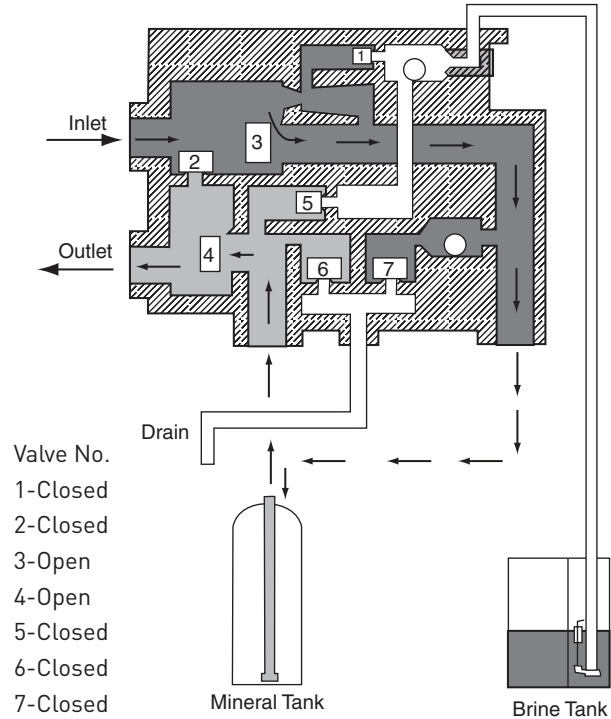 1
Inlet
3
2
5
Outlet
4
6
7
Drain
Valve No.
1-Closed
2-Closed
3-Open
4-Open
5-Closed
6-Closed
7-Closed
Mineral Tank
Brine Tank